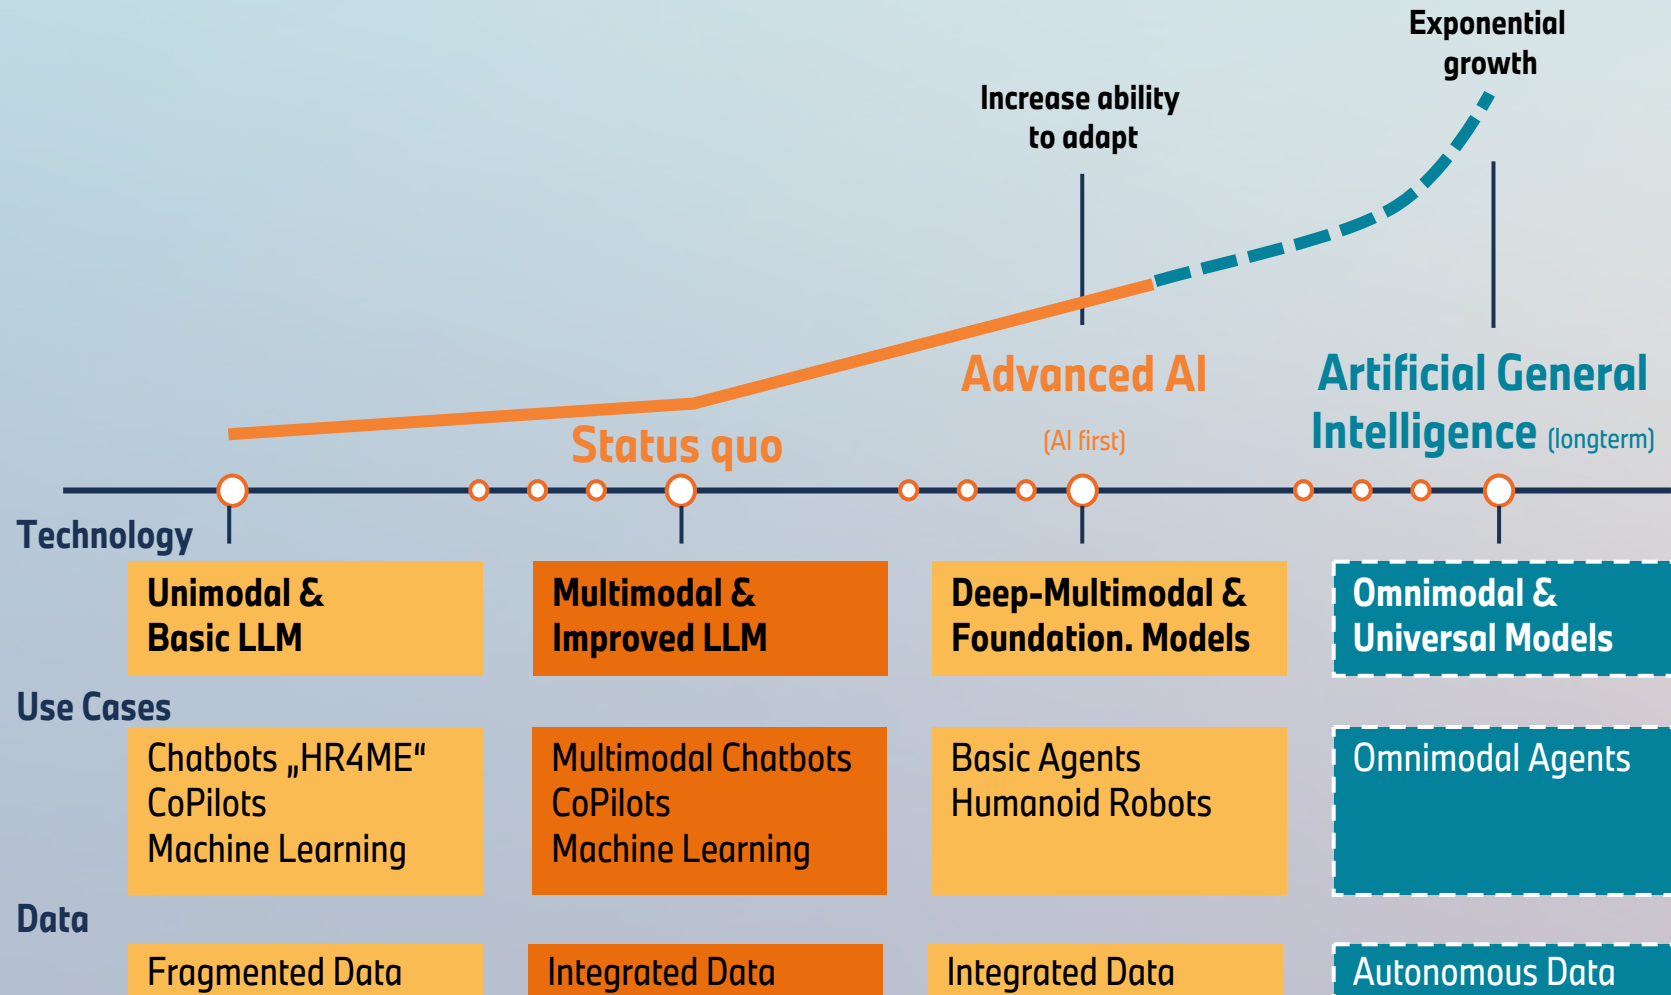 Exponential
growth
Increase ability
to adapt
Advanced AI
(AI first)
Artificial General
Intelligence (longterm)
Status quo
Technology
Unimodal &
Basic LLM
Multimodal &
Improved LLM
Deep-Multimodal &
Foundation. Models
Omnimodal &
Universal Models
Use Cases
Chatbots „HR4ME“
CoPilots
Machine Learning
Multimodal Chatbots
CoPilots
Machine Learning
Basic Agents
Humanoid Robots
Omnimodal Agents
Data
Fragmented Data
Integrated Data
Integrated Data
Autonomous Data